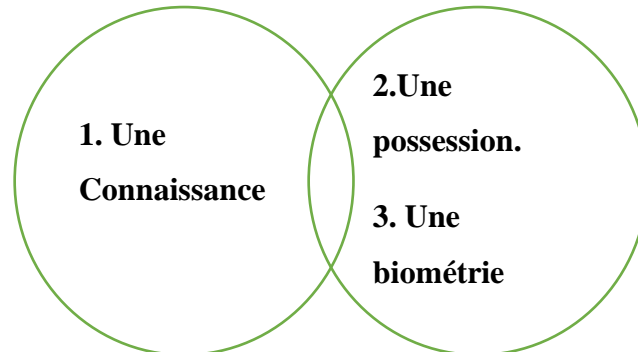 1. Une
Connaissance
2.Une
possession.
3. Une
biométrie